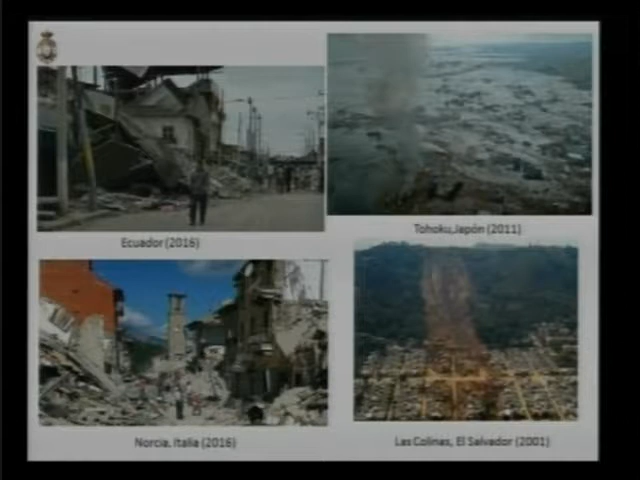 Ecuador (2016)
Tohoku,Japón (2011)
Norcia, Italia (2016)
Las Colinas, El Salvador (2001)